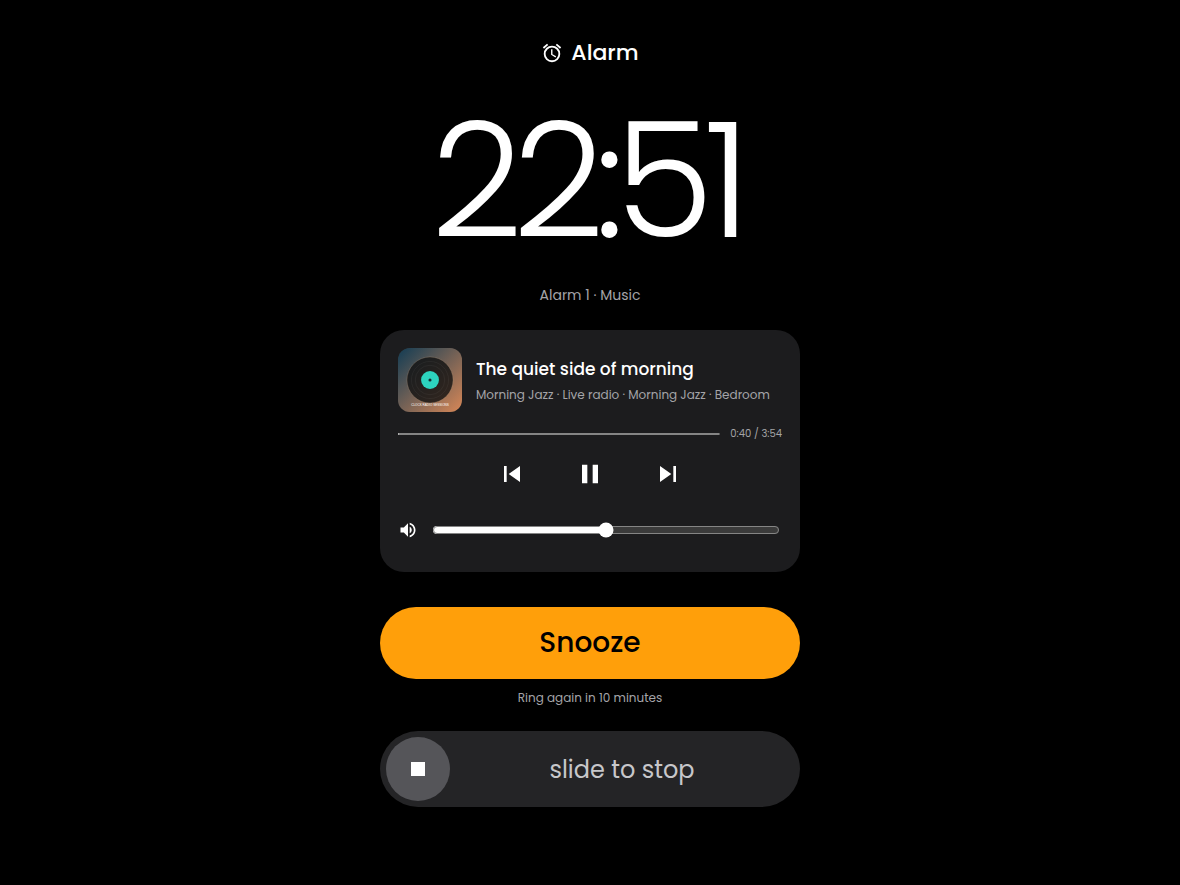 Alarm
22:51
Alarm 1 · Music
The quiet side of morning
Morning Jazz · Live radio · Morning Jazz · Bedroom
0:40 / 3:54
Snooze
Ring again in 10 minutes
slide to stop